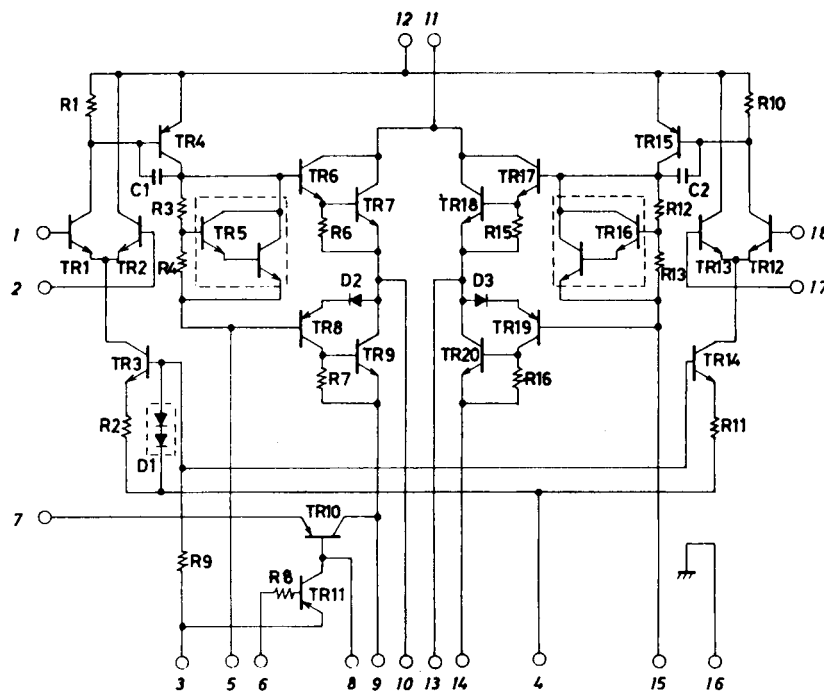 12 11
R1 R10
TR4 TR15
TR6 TR17
C1 C2
TR7 TR18
R3 R12
1 TR5 R6 R15 TR16 18
TR1 TR2 R4 R13 TR13 TR12
2 D2 D3 17
TR8 TR19
TR3 TR9 TR20 TR14
R7 R16
R2 R11
D1
7 TR10
R9 R8 TR11
3 5 6 8 9 10 13 14 4 15 16